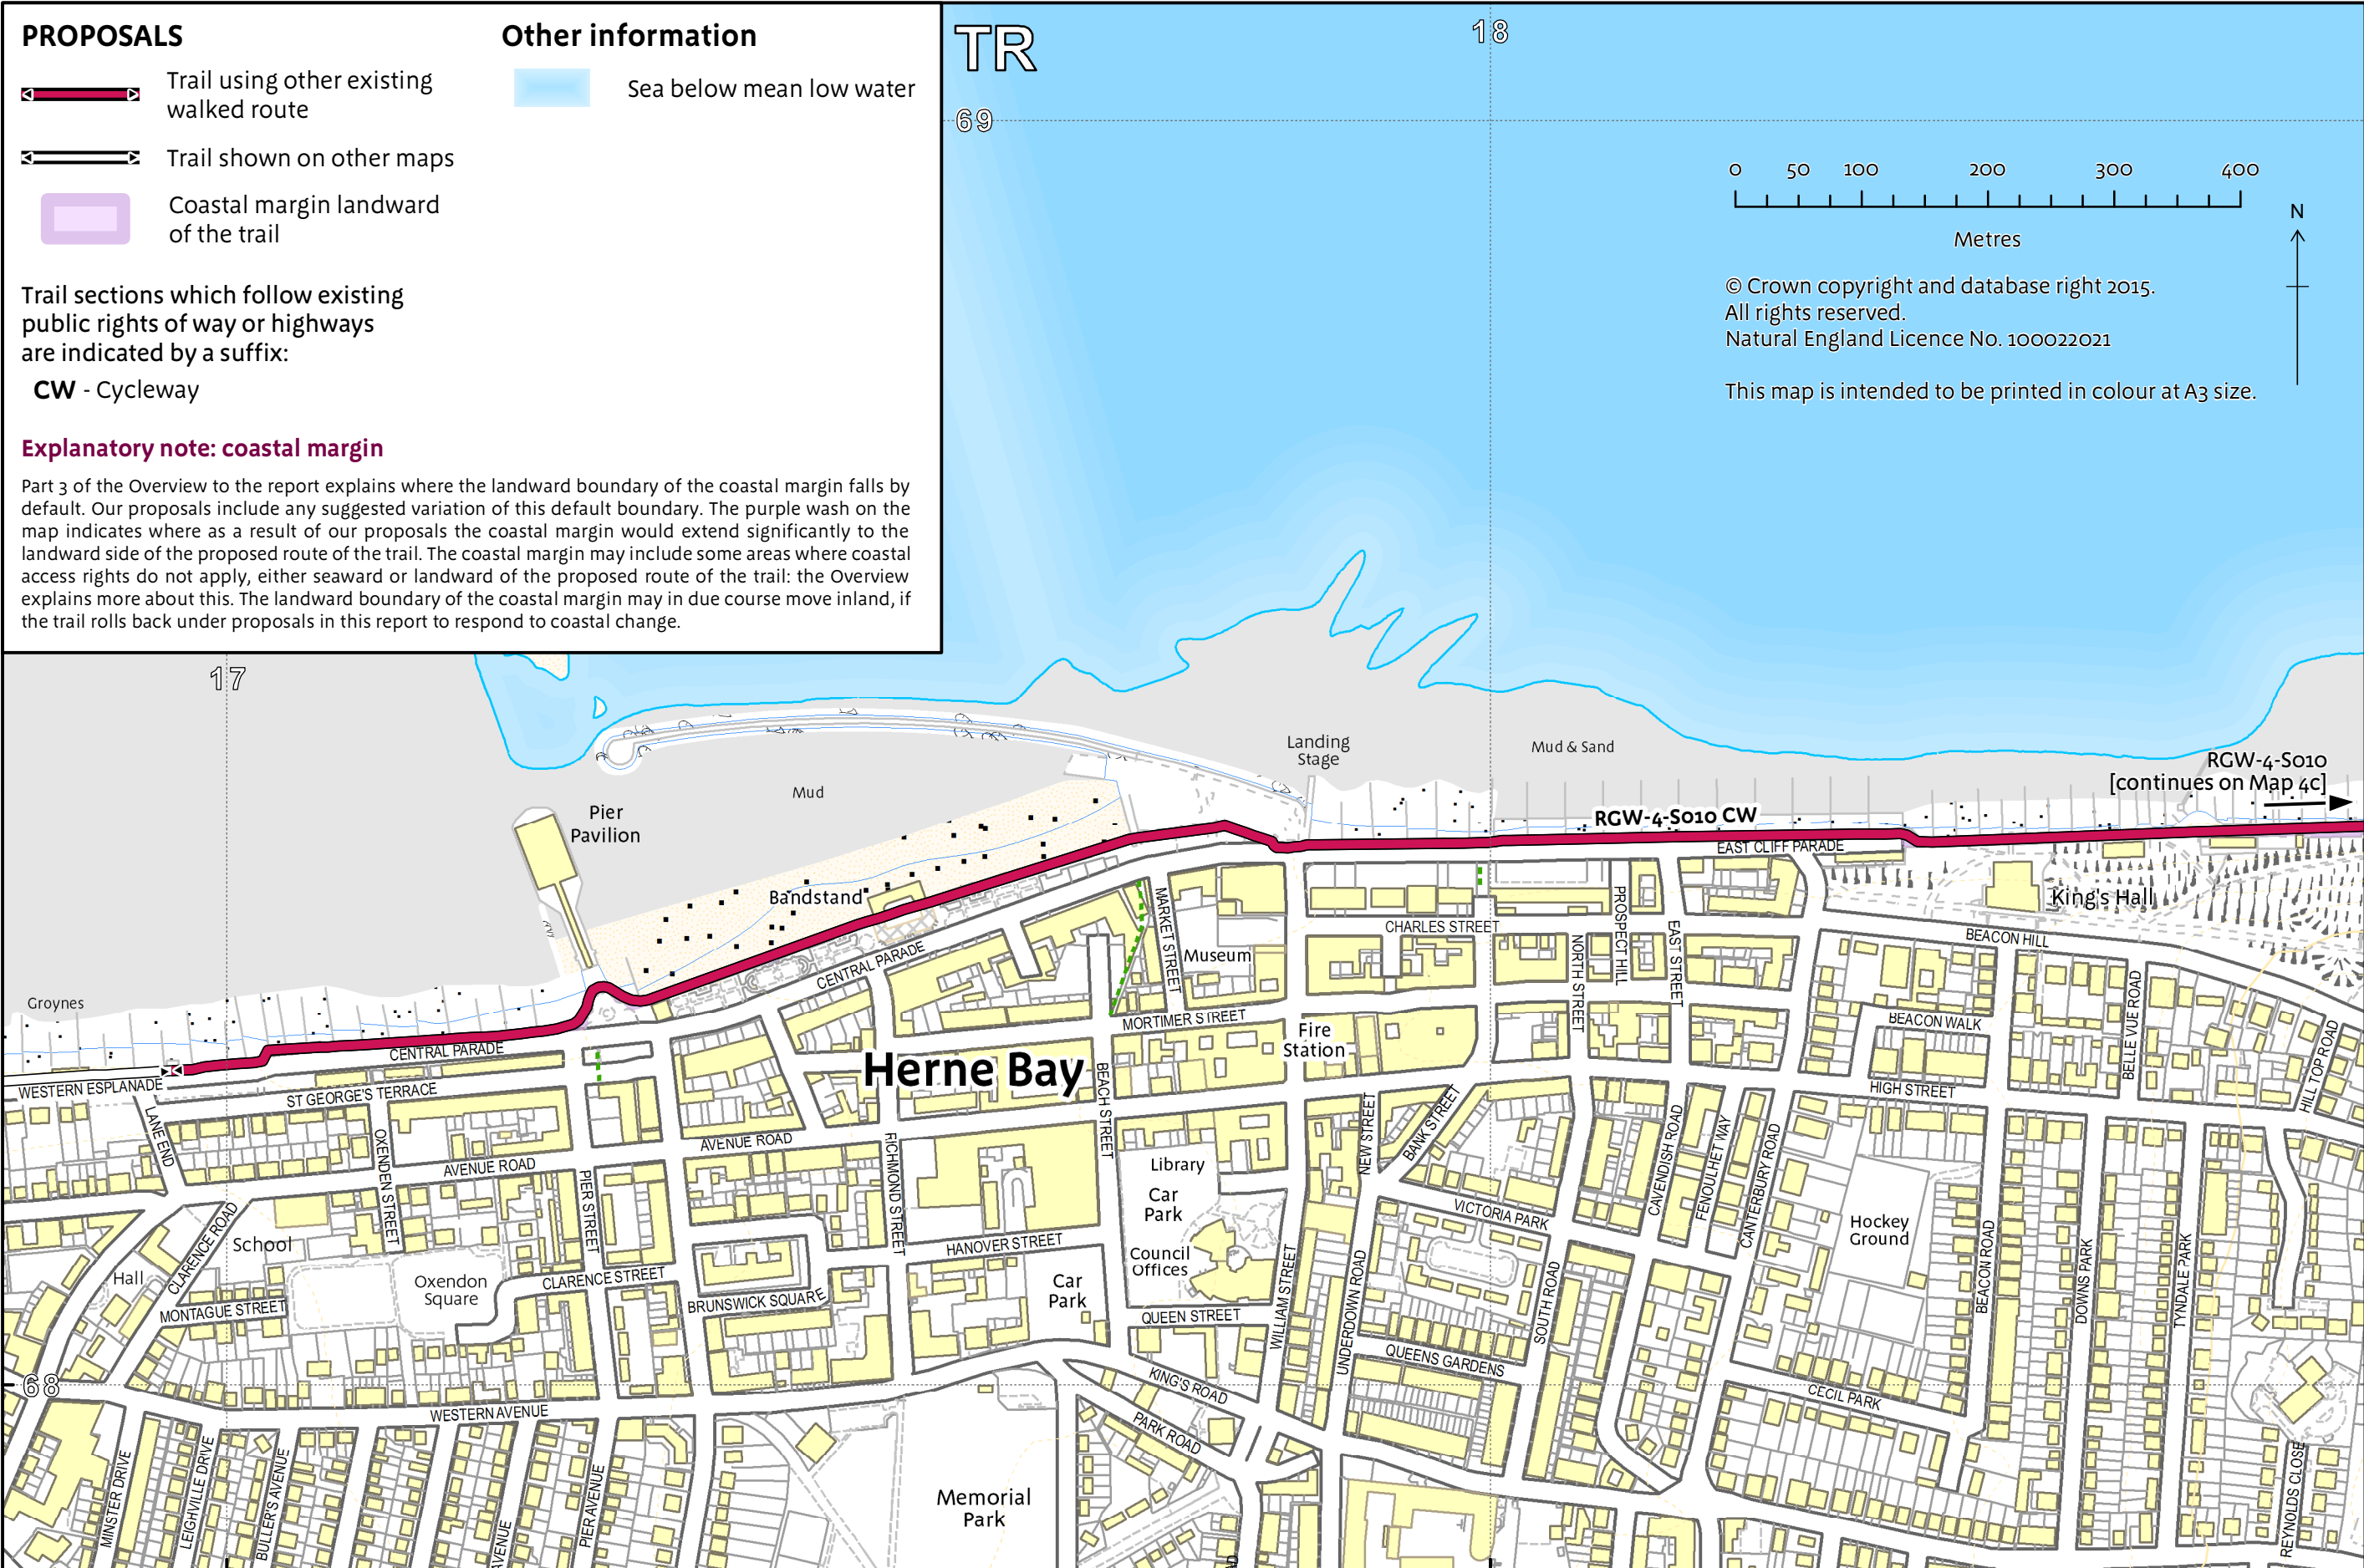 PROPOSALS
Trail using other existing
walked route
Trail shown on other maps
Coastal margin landward
of the trail
Trail sections which follow existing
public rights of way or highways
are indicated by a suffix:
CW - Cycleway
Other information
Sea below mean low water
Explanatory note: coastal margin
Part 3 of the Overview to the report explains where the landward boundary of the coastal margin falls by
default. Our proposals include any suggested variation of this default boundary. The purple wash on the
map indicates where as a result of our proposals the coastal margin would extend significantly to the
landward side of the proposed route of the trail. The coastal margin may include some areas where coastal
access rights do not apply, either seaward or landward of the proposed route of the trail: the Overview
explains more about this. The landward boundary of the coastal margin may in due course move inland, if
the trail rolls back under proposals in this report to respond to coastal change.
TR
18
69
0 50 100 200 300 400
Metres
N
© Crown copyright and database right 2015.
All rights reserved.
Natural England Licence No. 100022021
This map is intended to be printed in colour at A3 size.
17
Landing
Stage
Mud & Sand
RGW-4-S010
[continues on Map 4c]
Mud
Pier
Pavilion
RGW-4-S010 CW
EAST CLIFF PARADE
Bandstand
King's Hall
MARKET STREET
PROSPECT HILL
CHARLES STREET
EAST STREET
NORTH STREET
BEACON HILL
Museum
CENTRAL PARADE
Groynes
BELLE VUE ROAD
MORTIMER STREET
BEACON WALK
Fire
Station
HILL TOP ROAD
CENTRAL PARADE
Herne Bay
WESTERN ESPLANADE
ST GEORGE'S TERRACE
BEACH STREET
HIGH STREET
LANE END
OXENDEN STREET
AVENUE ROAD
AVENUE ROAD
RICHMOND STREET
NEW STREET
BANK STREET
CAVENDISH ROAD
FENOULHET WAY
CANTERBURY ROAD
Library
Car
Park
PIER STREET
VICTORIA PARK
Hockey
Ground
CLARENCE ROAD
School
HANOVER STREET
Council
Offices
BEACON ROAD
DOWNS PARK
TYNDALE PARK
Hall
Oxendon
Square
CLARENCE STREET
BRUNSWICK SQUARE
Car
Park
MONTAGUE STREET
QUEEN STREET
WILLIAM STREET
UNDERDOWN ROAD
SOUTH ROAD
QUEENS GARDENS
68
KING'S ROAD
CECIL PARK
WESTERN AVENUE
PARK ROAD
MINSTER DRIVE
LEIGHVILLE DRIVE
BULLER'S AVENUE
AVENUE
PIER AVENUE
Memorial
Park
REYNOLDS CLOSE